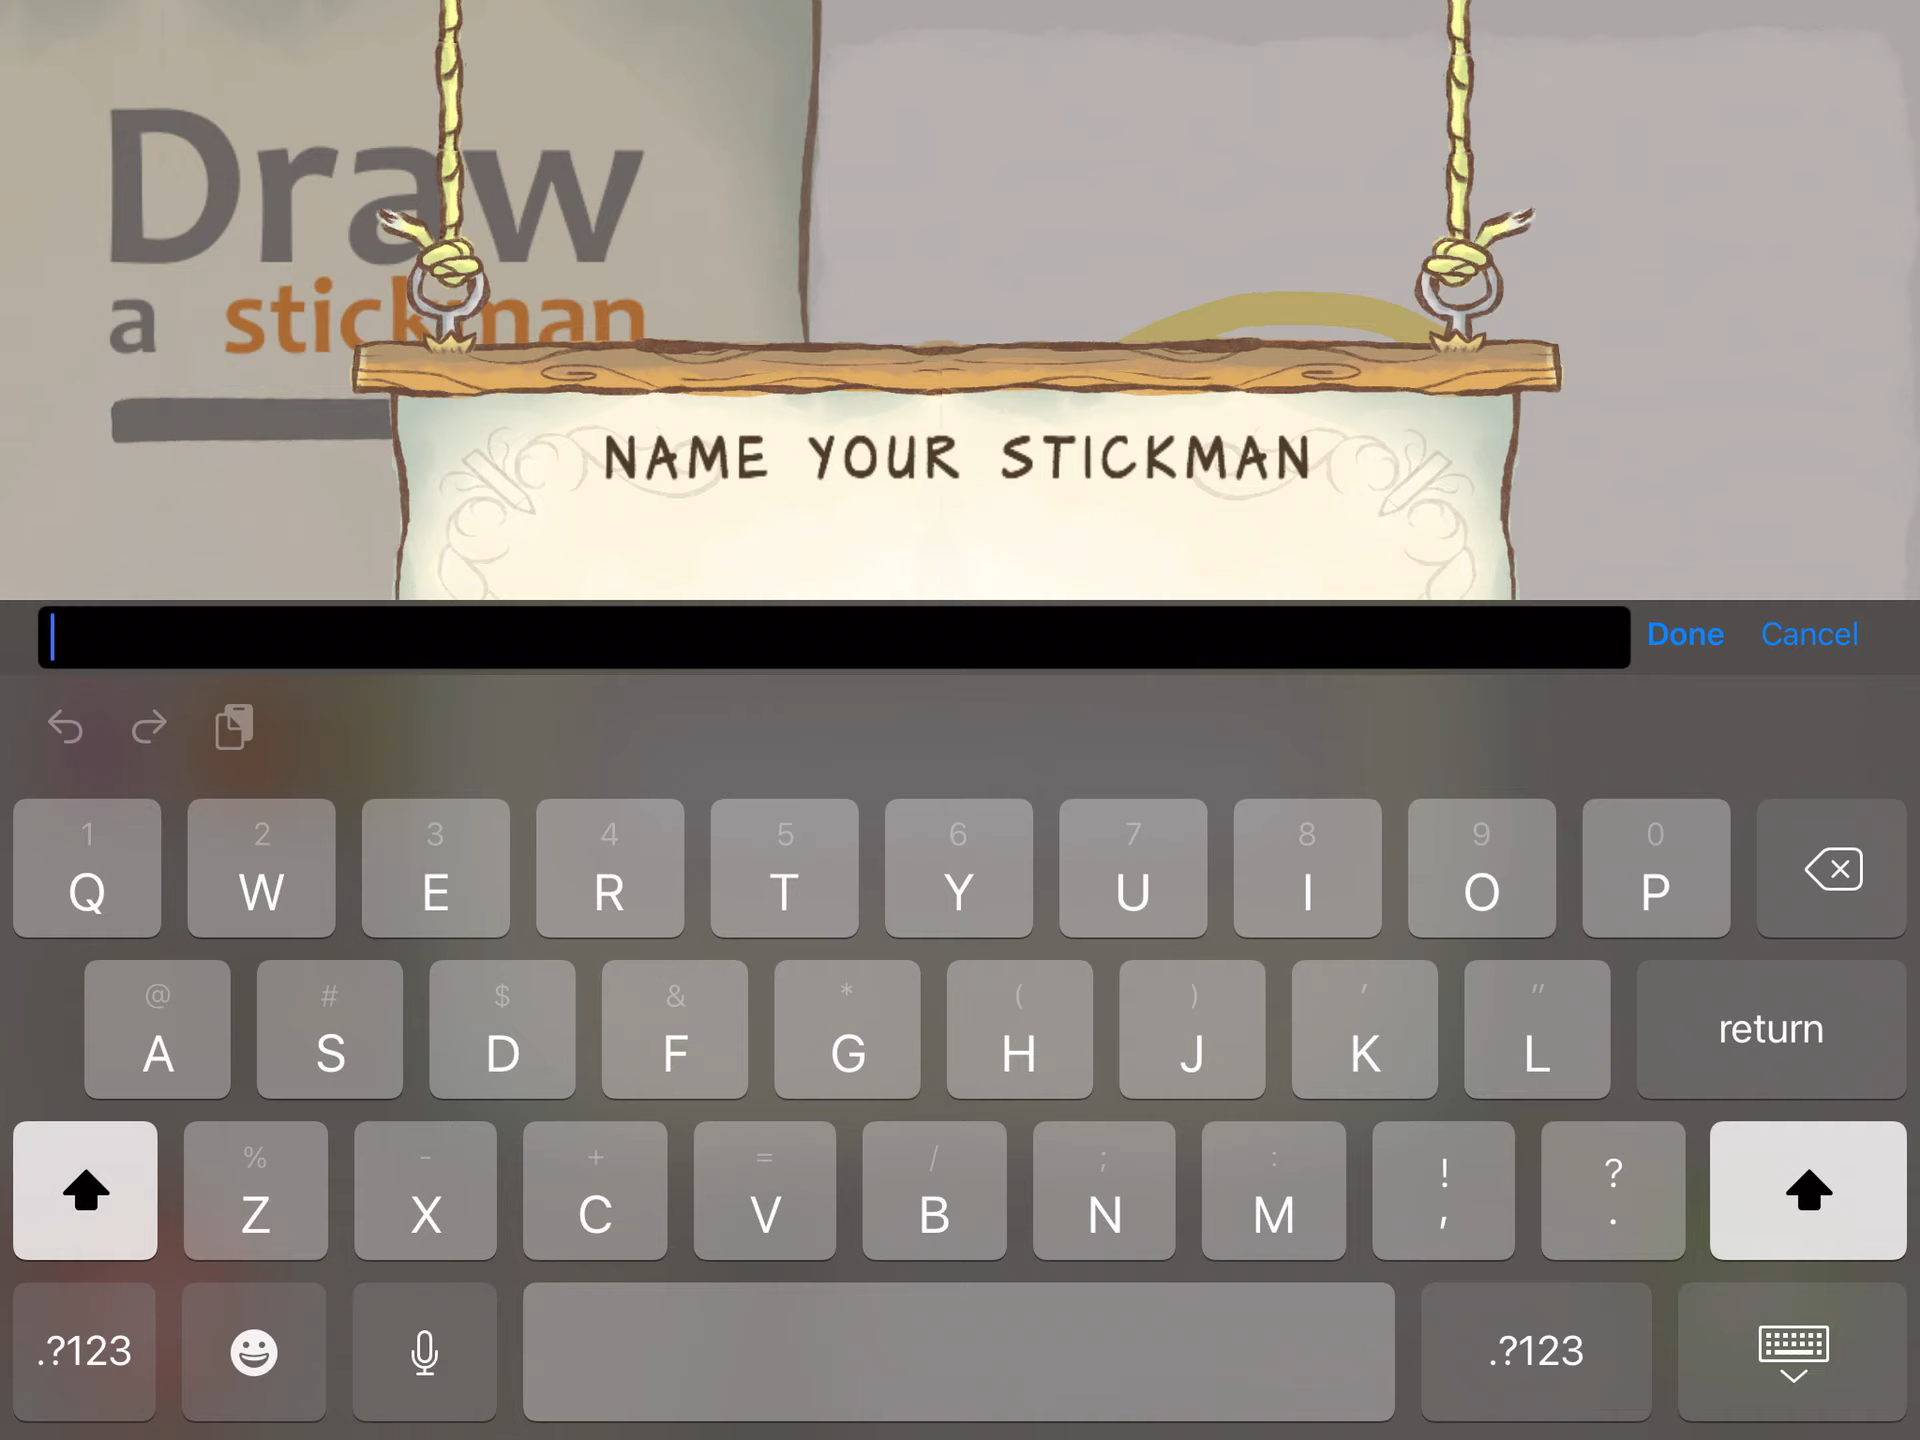 Draw
a stickman
NAME YOUR STICKMAN
Done Cancel
1 2 3 4 5 6 7 8 9 0
Q W E R T Y U I O P
@ # $ & * ( ) ' "
A S D F G H J K L return
% - + = / ; : ! ?
Z X C V B N M , .
.?123 .?123